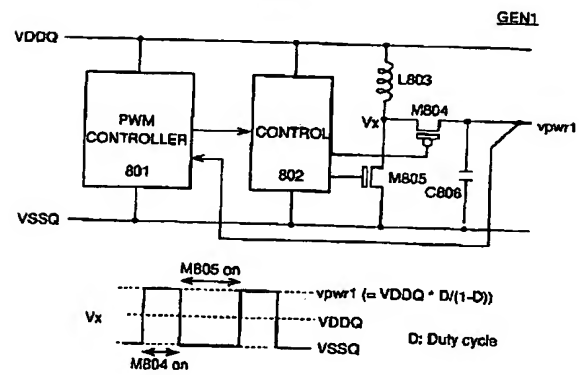 GEN1
VDDQ
L803
M804
Vx
vpwr1
PWM
CONTROLLER
801
CONTROL
802
M805
C806
VSSQ
M805 on
vpwr1 (= VDDQ * D/(1-D))
Vx
VDDQ
D: Duty cycle
VSSQ
M804 on